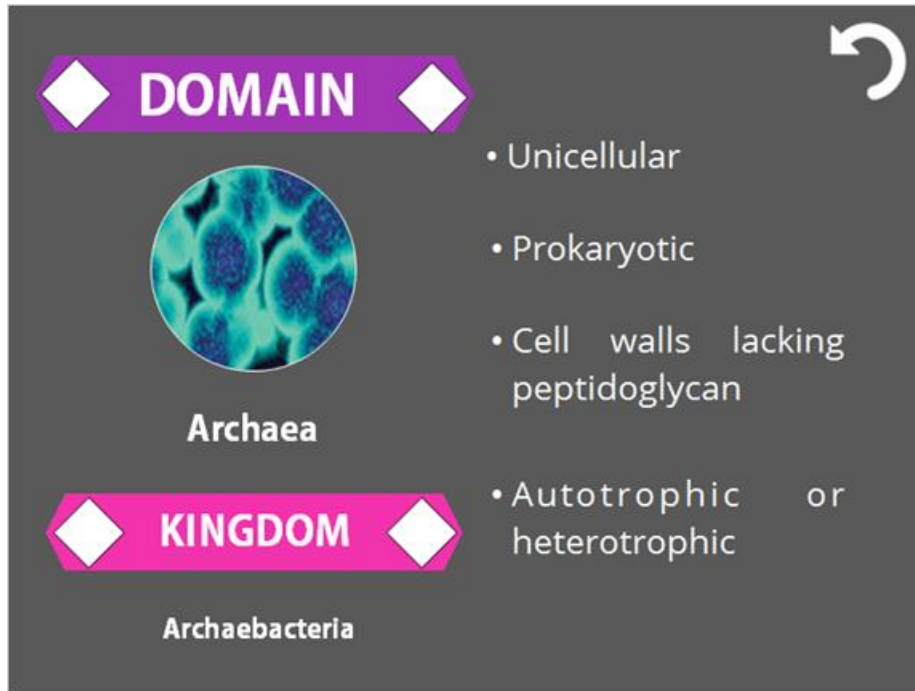 DOMAIN
Archaea
KINGDOM
Archaebacteria
• Unicellular
• Prokaryotic
• Cell walls lacking
peptidoglycan
• Autotrophic or
heterotrophic